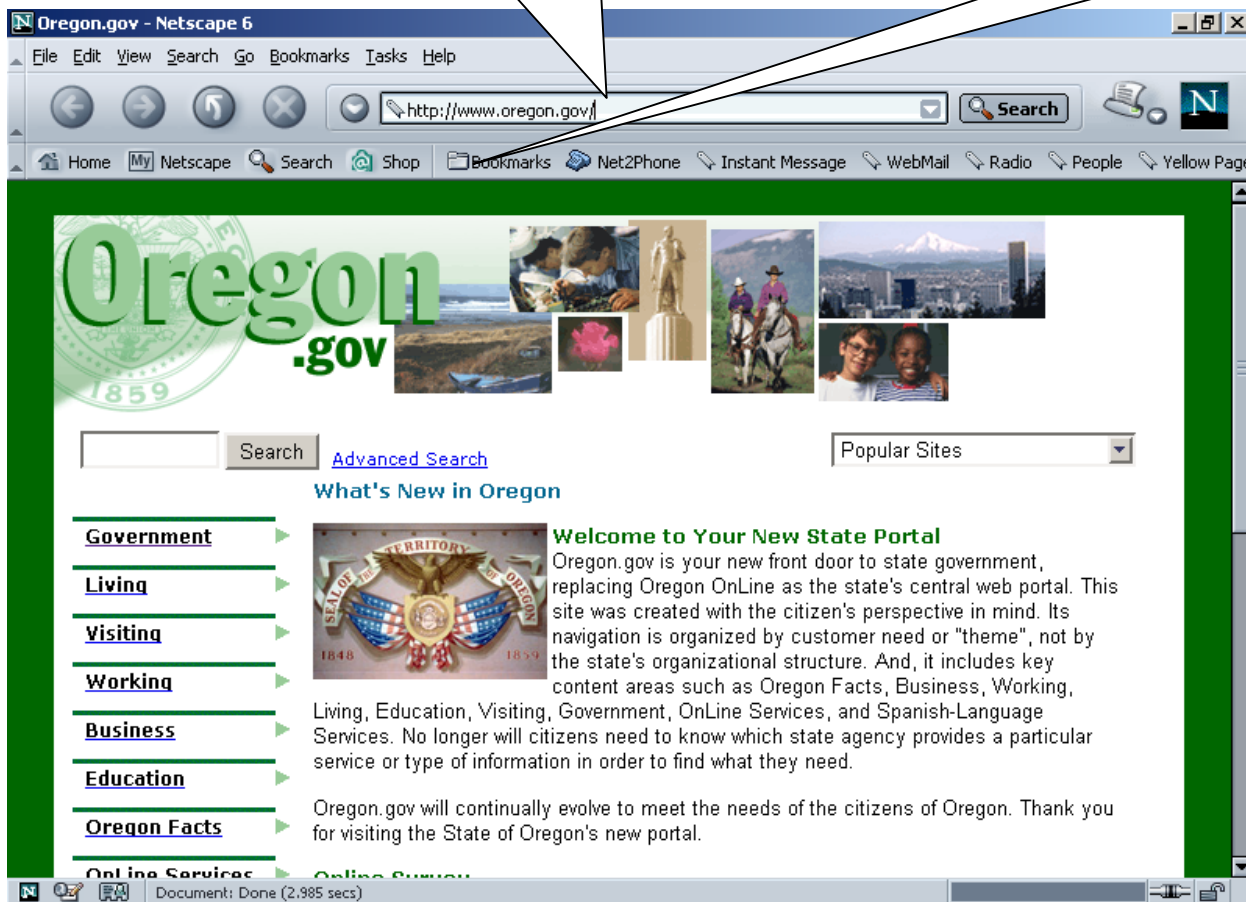 Oregon.gov - Netscape 6
File Edit View Search Go Bookmarks Tasks Help
http://www.oregon.gov/
Search
N
Home My Netscape Search Shop Bookmarks Net2Phone Instant Message WebMail Radio People Yellow Page
Oregon
.gov
1859
Search
Advanced Search
Popular Sites
What's New in Oregon
Government
Living
Visiting
Working
Business
Education
Oregon Facts
OnLine Services
SEAL OF THE TERRITORY OF OREGON
1848 1859
Welcome to Your New State Portal
Oregon.gov is your new front door to state government,
replacing Oregon OnLine as the state's central web portal. This
site was created with the citizen's perspective in mind. Its
navigation is organized by customer need or "theme", not by
the state's organizational structure. And, it includes key
content areas such as Oregon Facts, Business, Working,
Living, Education, Visiting, Government, OnLine Services, and Spanish-Language
Services. No longer will citizens need to know which state agency provides a particular
service or type of information in order to find what they need.
Oregon.gov will continually evolve to meet the needs of the citizens of Oregon. Thank you
for visiting the State of Oregon's new portal.
Online Survey
Document: Done (2.985 secs)